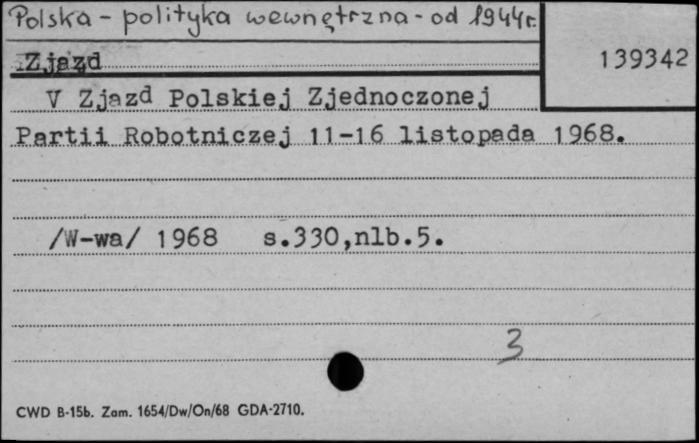 Polska - polityka wewnętrzna - od 1944r.
Zjazd
139342
V Zjazd Polskiej Zjednoczonej
Partii Robotniczej 11-16 listopada 1968.
/W-wa/ 1968 s.330,nlb.5.
3
CWD B-15b. Zam. 1654/Dw/On/68 GDA-2710.